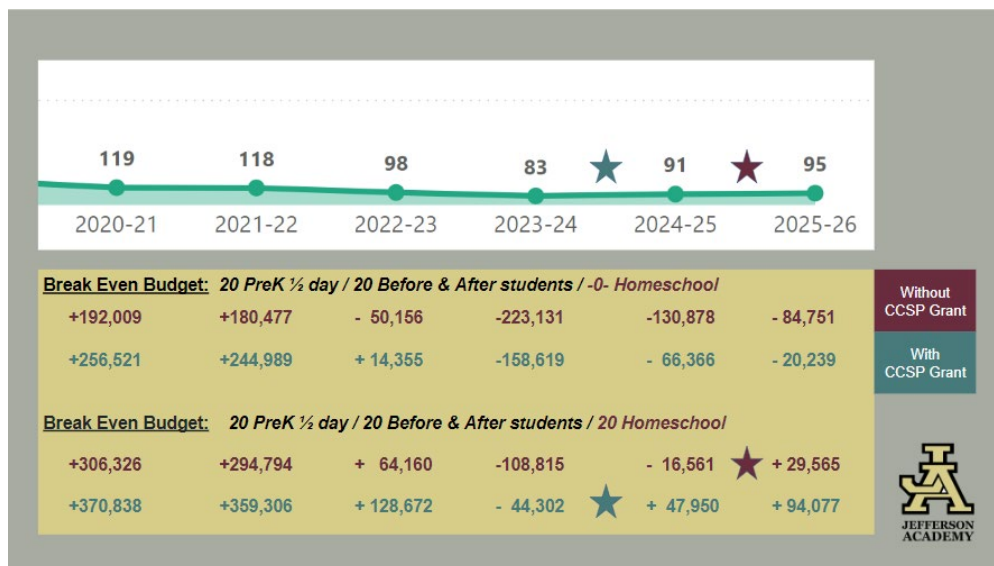 119 118 98 83 91 95
2020-21 2021-22 2022-23 2023-24 2024-25 2025-26
Break Even Budget: 20 PreK ½ day / 20 Before & After students / -0- Homeschool
Without CCSP Grant
+192,009 +180,477 - 50,156 -223,131 -130,878 - 84,751
+256,521 +244,989 + 14,355 -158,619 - 66,366 - 20,239
With CCSP Grant
Break Even Budget: 20 PreK ½ day / 20 Before & After students / 20 Homeschool
+306,326 +294,794 + 64,160 -108,815 - 16,561 + 29,565
+370,838 +359,306 + 128,672 - 44,302 + 47,950 + 94,077
JA
JEFFERSON
ACADEMY